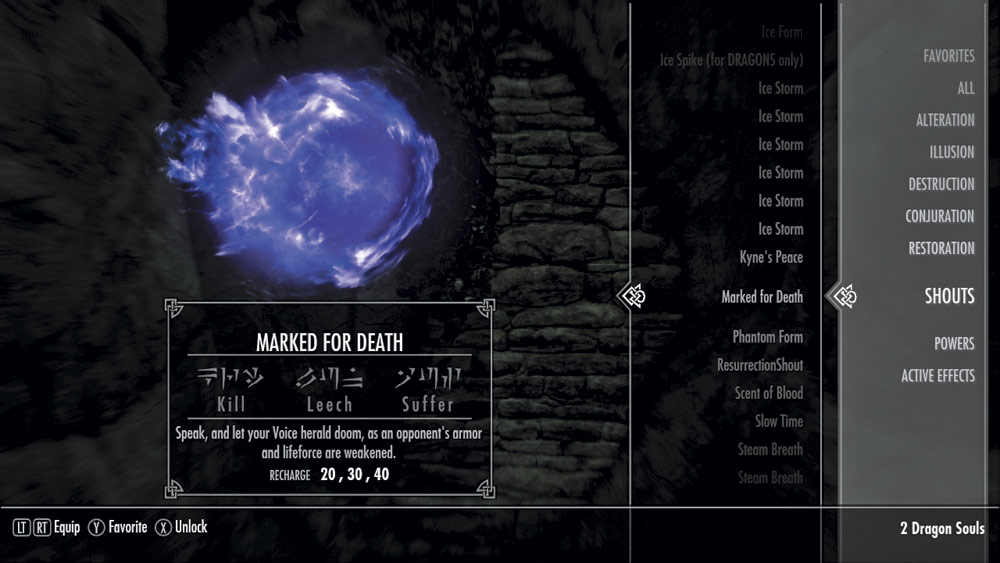 Ice Form
Ice Spike (for DRAGONS only)
Ice Storm
Ice Storm
Ice Storm
Ice Storm
Ice Storm
Ice Storm
Kyne's Peace
Marked for Death
Phantom Form
ResurrectionShout
Scent of Blood
Slow Time
Steam Breath
Steam Breath
FAVORITES
ALL
ALTERATION
ILLUSION
DESTRUCTION
CONJURATION
RESTORATION
SHOUTS
POWERS
ACTIVE EFFECTS
MARKED FOR DEATH
Kill Leech Suffer
Speak, and let your Voice herald doom, as an opponent's armor
and lifeforce are weakened.
RECHARGE 20 , 30 , 40
LT RT Equip Y Favorite X Unlock
2 Dragon Souls